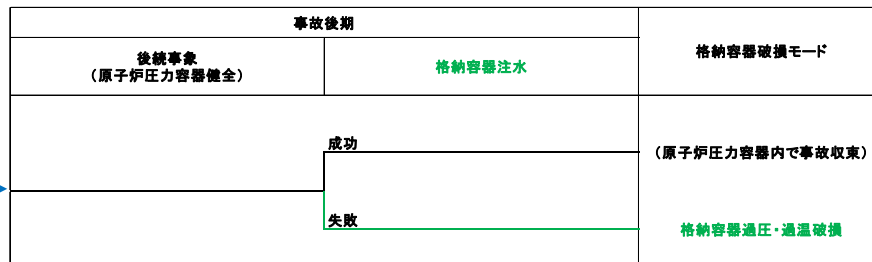 事故後期
後続事象
（原子炉圧力容器健全）
格納容器注水
格納容器破損モード
成功
（原子炉圧力容器内で事故収束）
失敗
格納容器過圧・過温破損